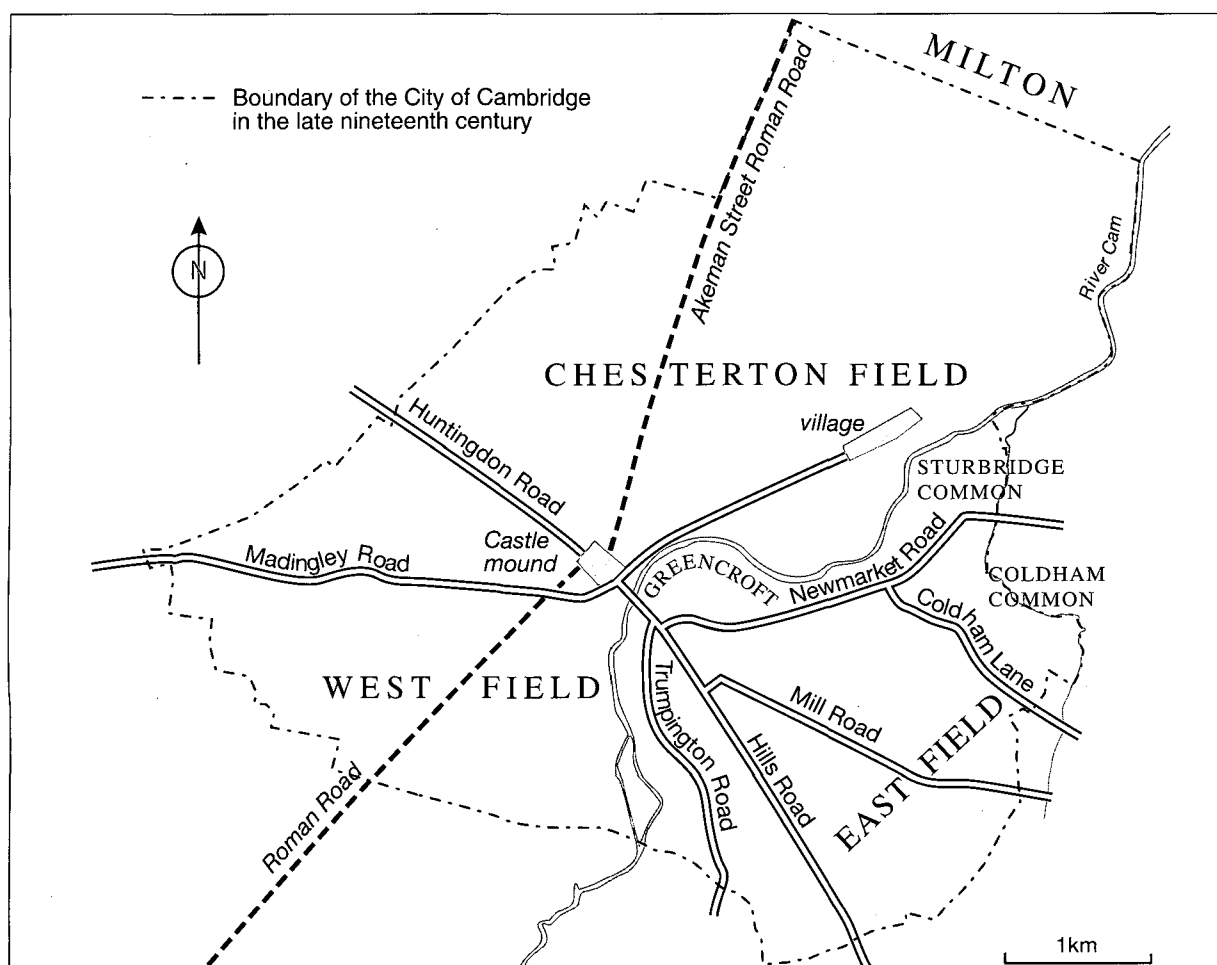 MILTON
Boundary of the City of Cambridge
in the late nineteenth century
Akeman Street Roman Road
N
River Cam
CHESTERTON FIELD
village
Huntingdon Road
STURBRIDGE
COMMON
Castle
mound
Madingley Road
GREENCROFT
Newmarket Road
COLDHAM
COMMON
Coldham Lane
WEST FIELD
Trumpington Road
Mill Road
Hills Road
EAST FIELD
Roman Road
1km